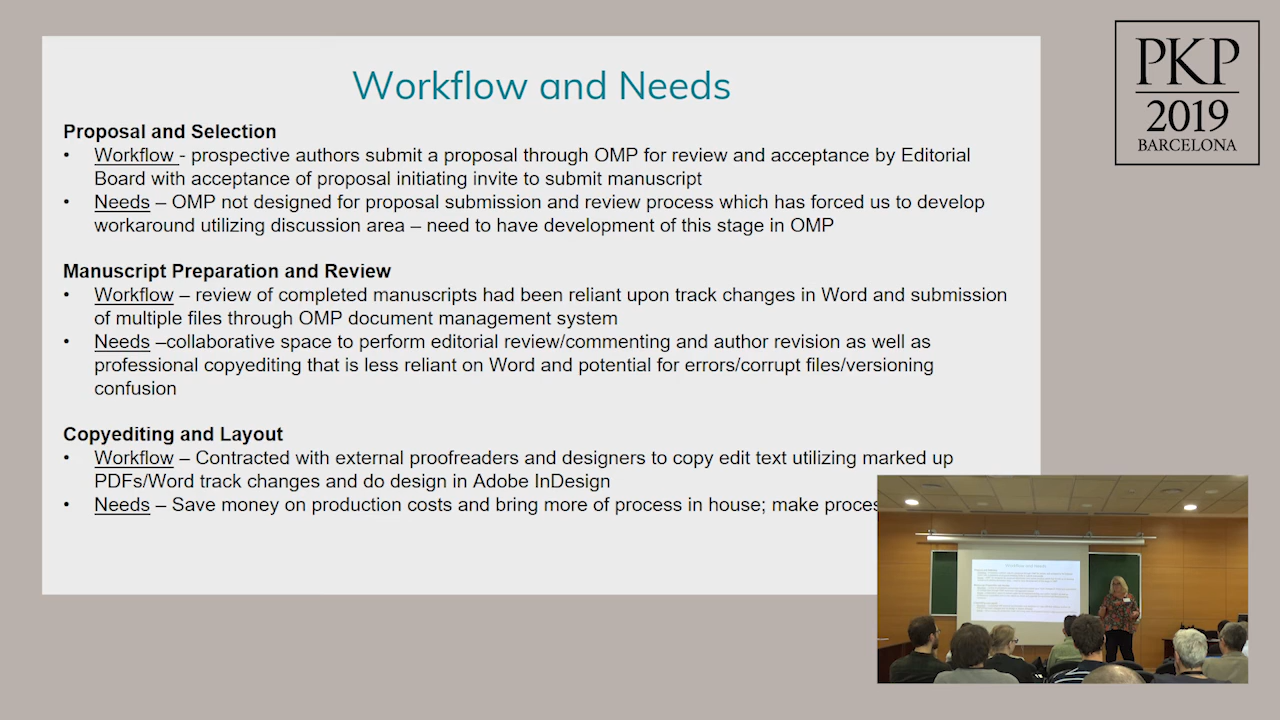 Workflow and Needs
PKP
2019
BARCELONA
Proposal and Selection
• Workflow - prospective authors submit a proposal through OMP for review and acceptance by Editorial
Board with acceptance of proposal initiating invite to submit manuscript
• Needs – OMP not designed for proposal submission and review process which has forced us to develop
workaround utilizing discussion area – need to have development of this stage in OMP
Manuscript Preparation and Review
• Workflow – review of completed manuscripts had been reliant upon track changes in Word and submission
of multiple files through OMP document management system
• Needs –collaborative space to perform editorial review/commenting and author revision as well as
professional copyediting that is less reliant on Word and potential for errors/corrupt files/versioning
confusion
Copyediting and Layout
• Workflow – Contracted with external proofreaders and designers to copy edit text utilizing marked up
PDFs/Word track changes and do design in Adobe InDesign
• Needs – Save money on production costs and bring more of process in house; make
Workflow and Needs